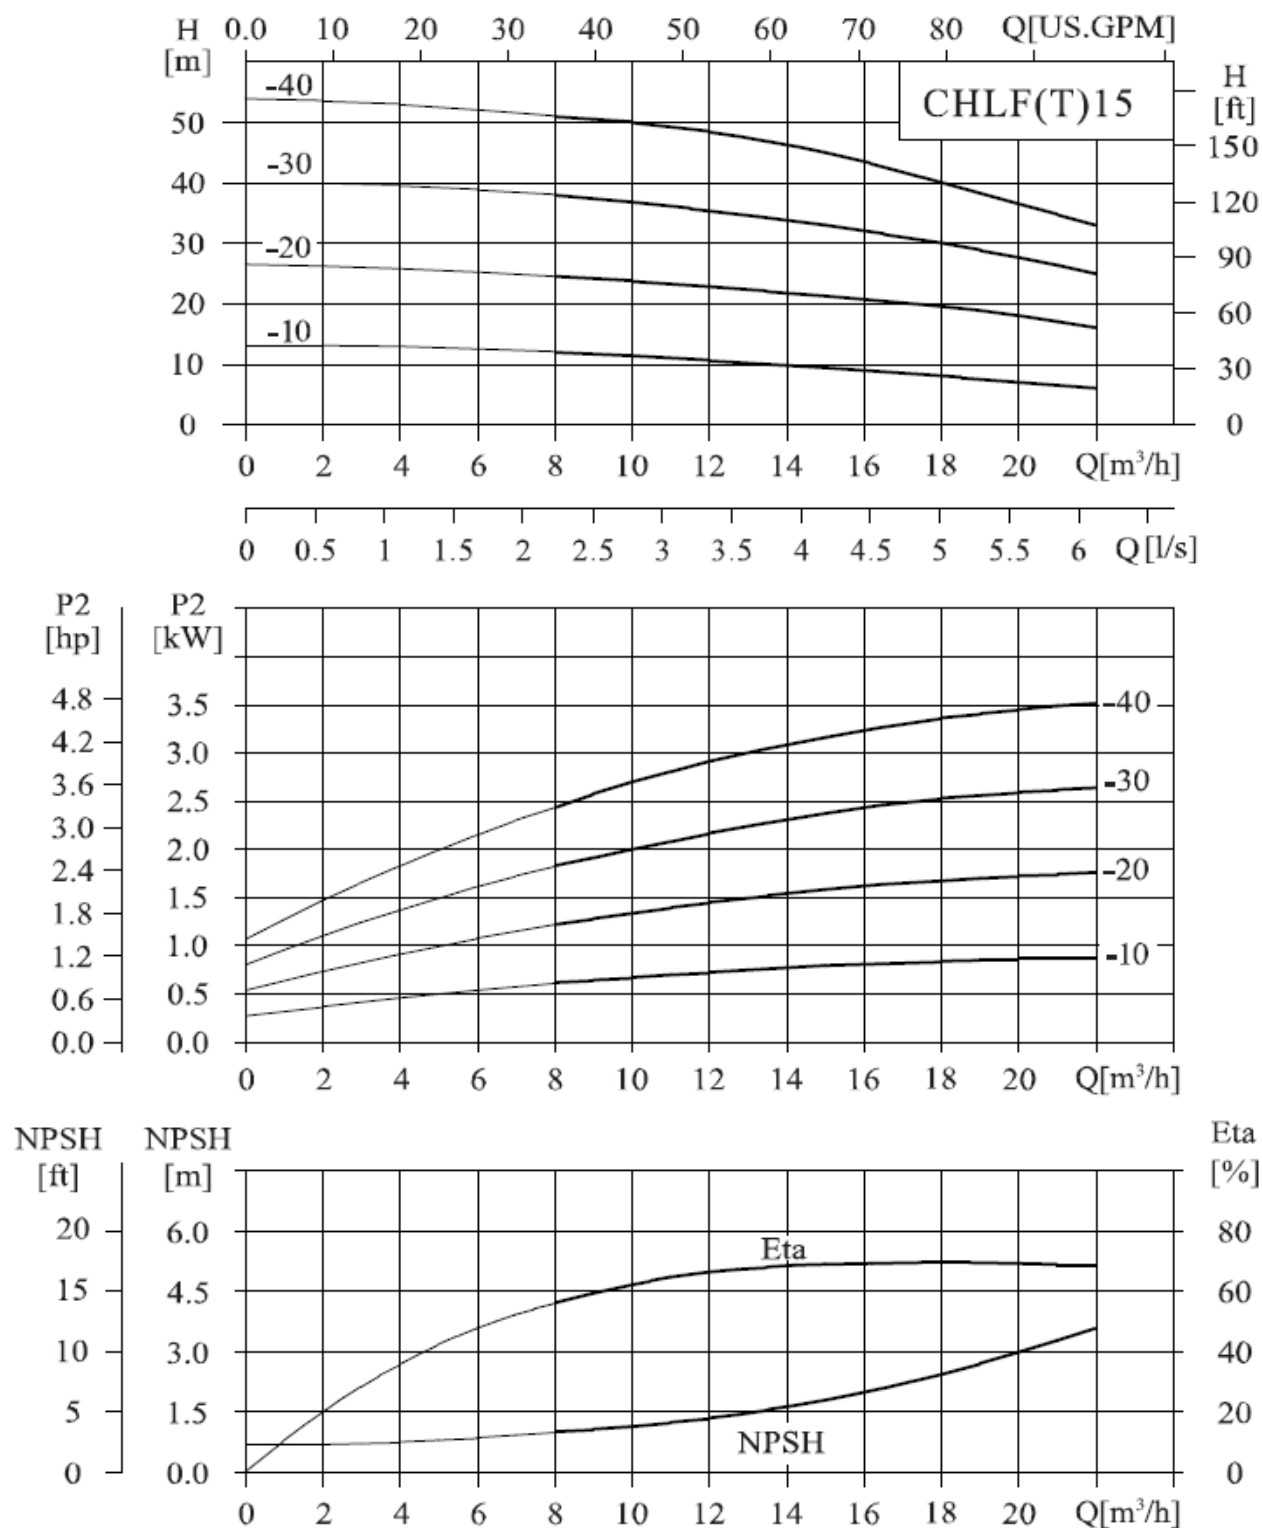 H 0.0 10 20 30 40 50 60 70 80 Q[US.GPM]
[m]
H
[ft]
CHLF(T)15
-40
50
150
-30
40
120
30
-20
90
20
60
-10
10
30
0
0
0 2 4 6 8 10 12 14 16 18 20 Q[m³/h]
0 0.5 1 1.5 2 2.5 3 3.5 4 4.5 5 5.5 6 Q[l/s]
P2 P2
[hp] [kW]
4.8 3.5 -40
4.2 3.0
3.6 2.5 -30
3.0 2.0
2.4 1.5 -20
1.8 1.0
1.2 0.5 -10
0.6 0.0
0.0
0 2 4 6 8 10 12 14 16 18 20 Q[m³/h]
NPSH NPSH Eta
[ft] [m] [%]
20 6.0 80
Eta
15 4.5 60
10 3.0 40
5 1.5 20
NPSH
0 0.0 0
0 2 4 6 8 10 12 14 16 18 20 Q[m³/h]